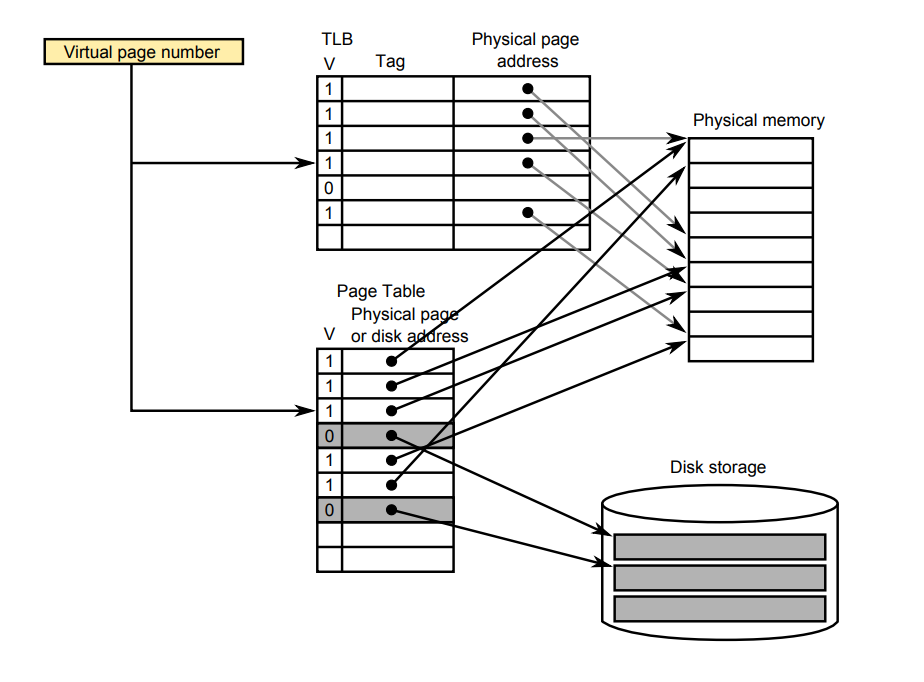 Virtual page number
TLB
Physical page
address
V
Tag
1
1
1
1
0
1
Physical memory
Page Table
Physical page
or disk address
V
1
1
1
0
1
1
0
Disk storage